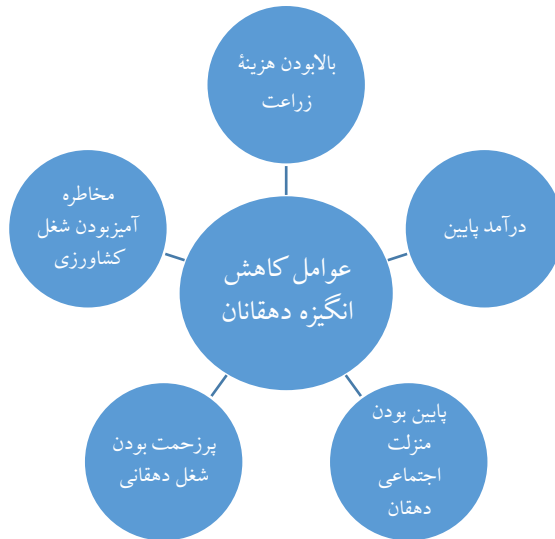 بالابودن هزینۀ
زراعت
درآمد پایین
پایین بودن
منزلت
اجتماعی
دهقان
پرزحمت بودن
شغل دهقانی
مخاطره
آمیزبودن شغل
کشاورزی
عوامل کاهش
انگیزه دهقانان